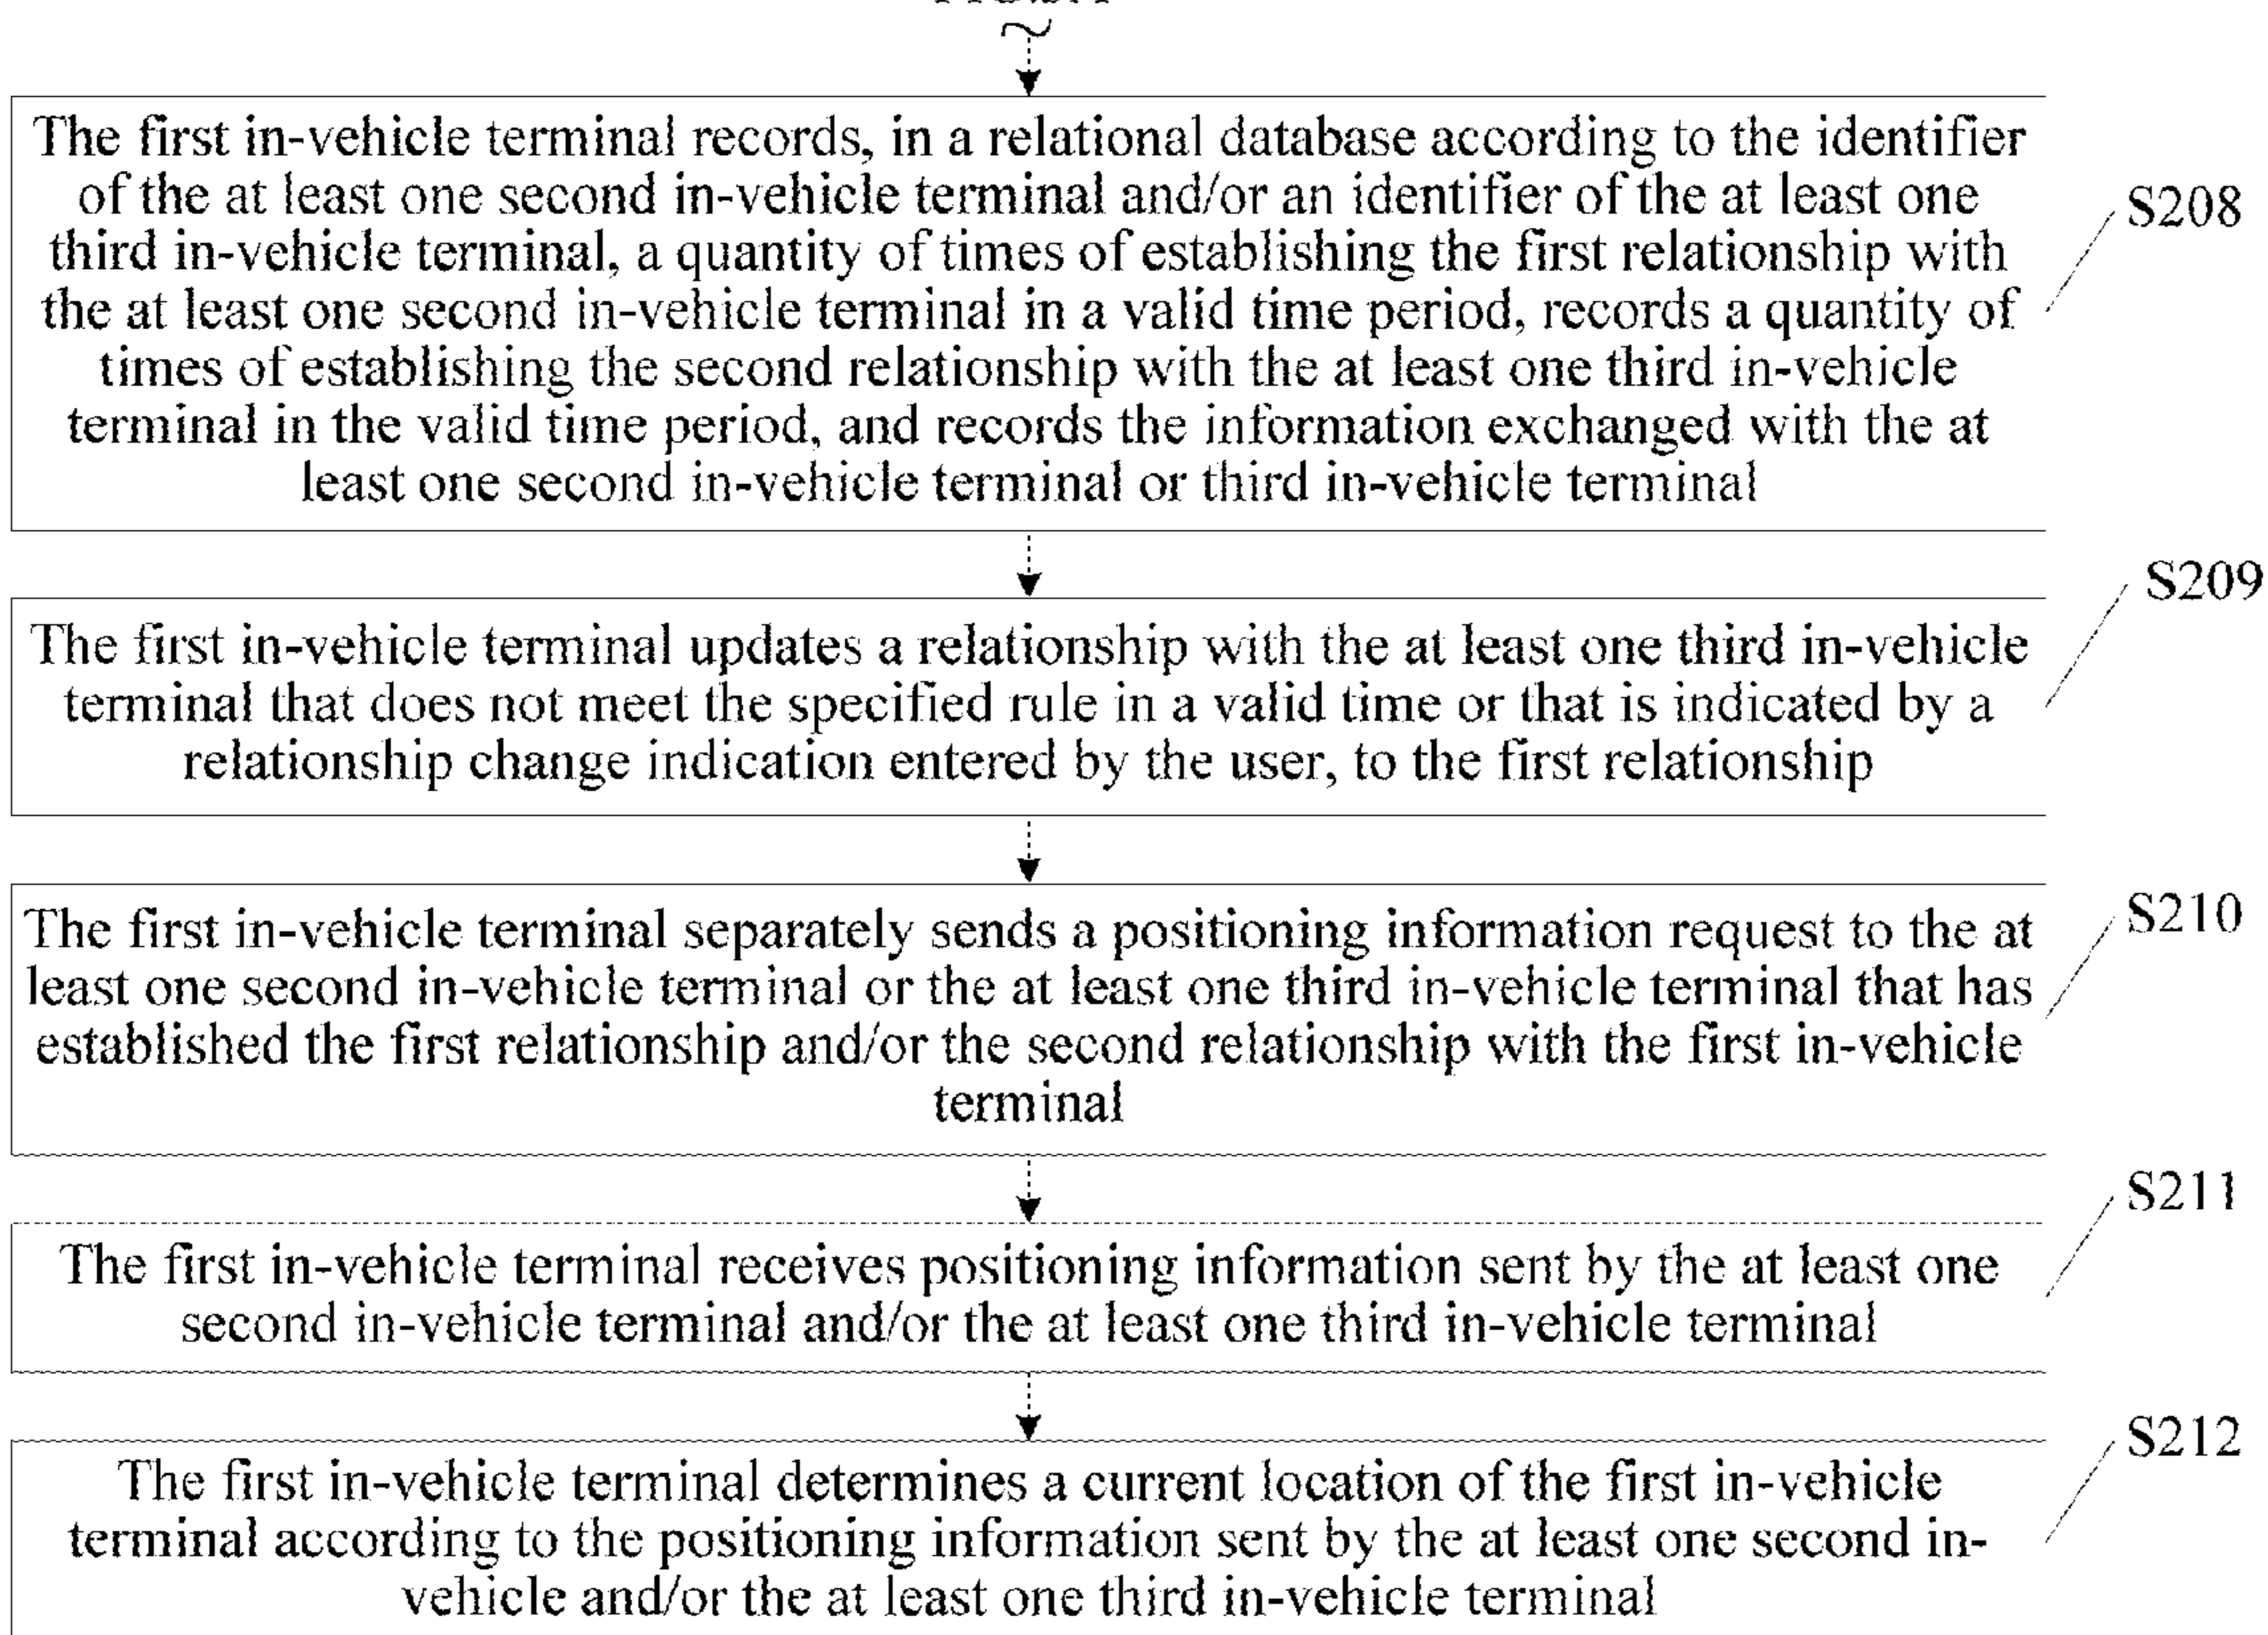 The first in-vehicle terminal records, in a relational database according to the identifier
of the at least one second in-vehicle terminal and/or an identifier of the at least one
third in-vehicle terminal, a quantity of times of establishing the first relationship with
the at least one second in-vehicle terminal in a valid time period, records a quantity of
times of establishing the second relationship with the at least one third in-vehicle
terminal in the valid time period, and records the information exchanged with the at
least one second in-vehicle terminal or third in-vehicle terminal
S208
The first in-vehicle terminal updates a relationship with the at least one third in-vehicle
terminal that does not meet the specified rule in a valid time or that is indicated by a
relationship change indication entered by the user, to the first relationship
S209
The first in-vehicle terminal separately sends a positioning information request to the at
least one second in-vehicle terminal or the at least one third in-vehicle terminal that has
established the first relationship and/or the second relationship with the first in-vehicle
terminal
S210
The first in-vehicle terminal receives positioning information sent by the at least one
second in-vehicle terminal and/or the at least one third in-vehicle terminal
S211
The first in-vehicle terminal determines a current location of the first in-vehicle
terminal according to the positioning information sent by the at least one second in-
vehicle and/or the at least one third in-vehicle terminal
S212